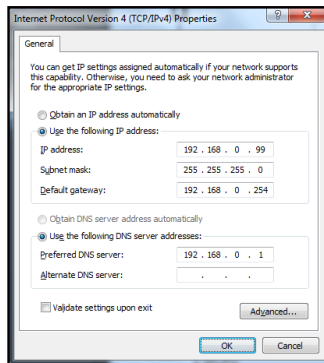 Internet Protocol Version 4 (TCP/IPv4) Properties
General
You can get IP settings assigned automatically if your network supports
this capability. Otherwise, you need to ask your network administrator
for the appropriate IP settings.
Obtain an IP address automatically
Use the following IP address:
IP address: 192 . 168 . 0 . 99
Subnet mask: 255 . 255 . 255 . 0
Default gateway: 192 . 168 . 0 . 254
Obtain DNS server address automatically
Use the following DNS server addresses:
Preferred DNS server: 192 . 168 . 0 . 1
Alternate DNS server: . . .
Validate settings upon exit
Advanced...
OK Cancel